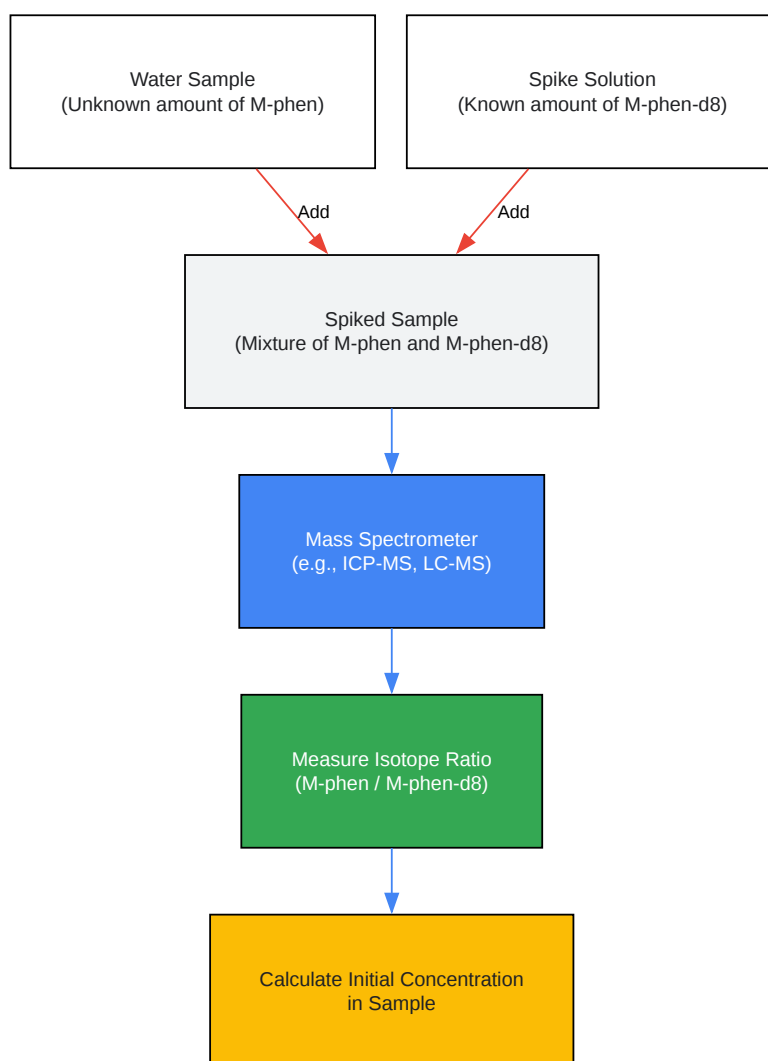 Water Sample
(Unknown amount of M-phen)
Spike Solution
(Known amount of M-phen-d8)
Add
Add
Spiked Sample
(Mixture of M-phen and M-phen-d8)
Mass Spectrometer
(e.g., ICP-MS, LC-MS)
Measure Isotope Ratio
(M-phen / M-phen-d8)
Calculate Initial Concentration
in Sample